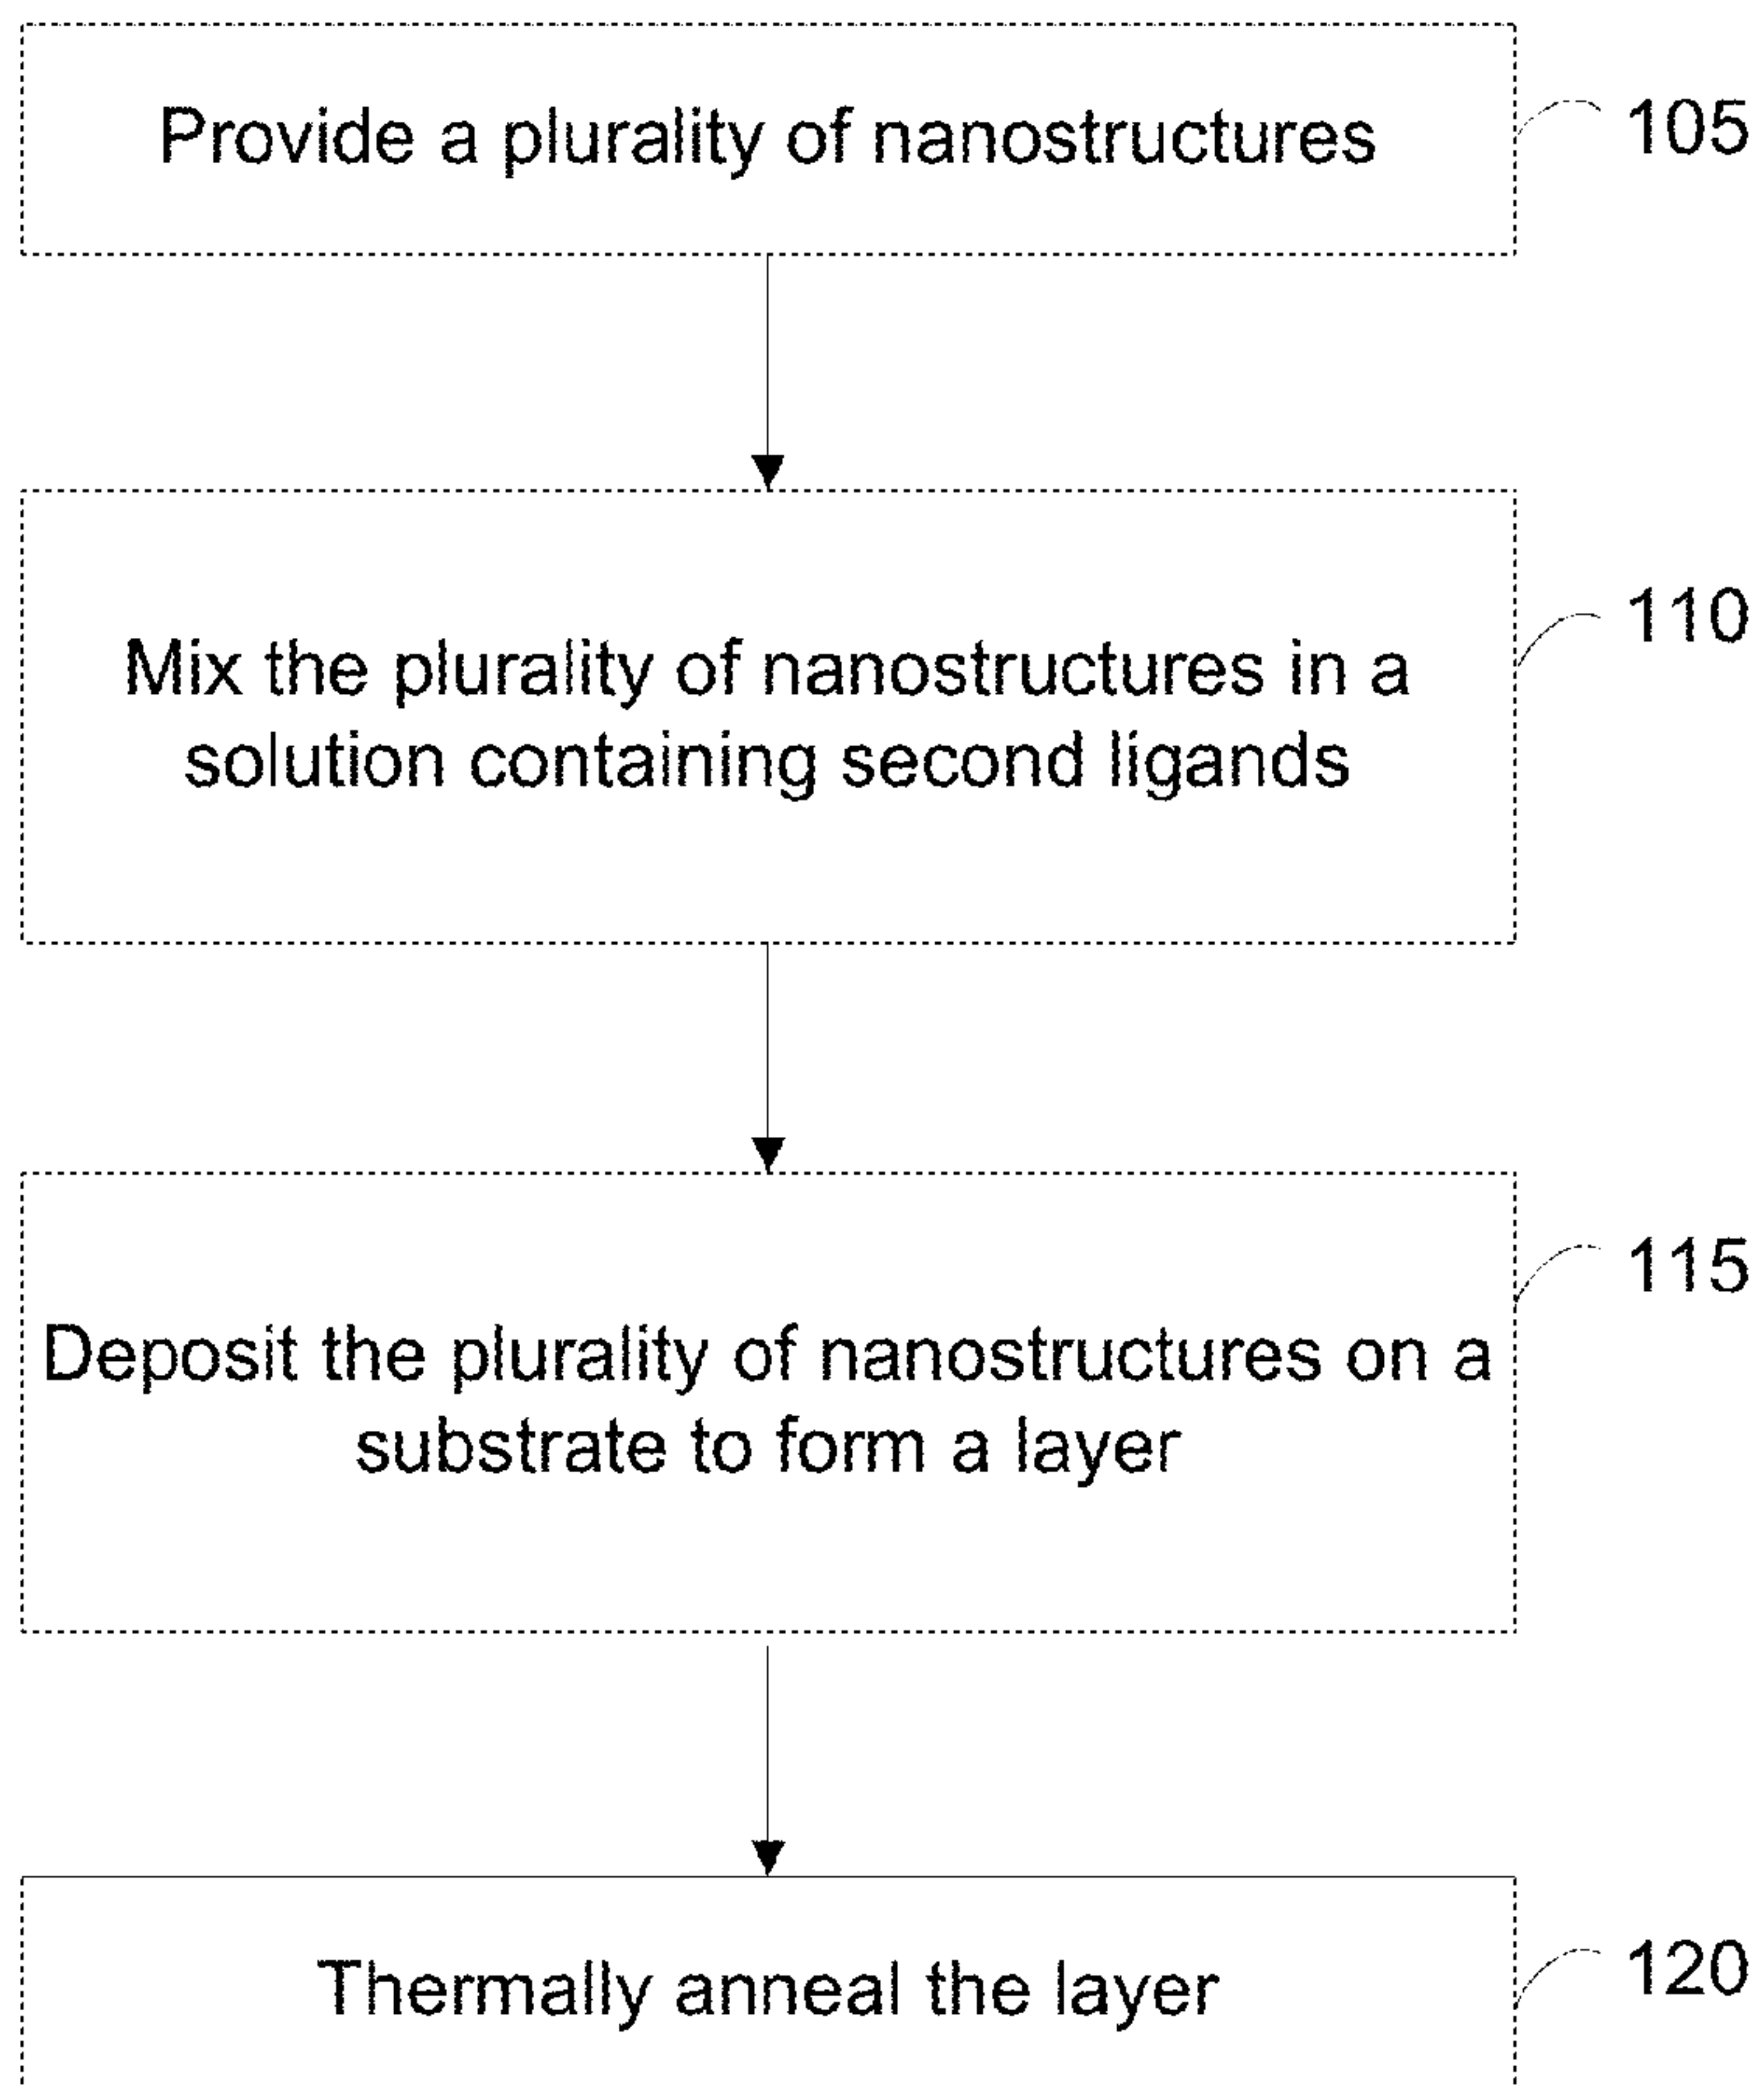 Provide a plurality of nanostructures
105
Mix the plurality of nanostructures in a
solution containing second ligands
110
Deposit the plurality of nanostructures on a
substrate to form a layer
115
Thermally anneal the layer
120